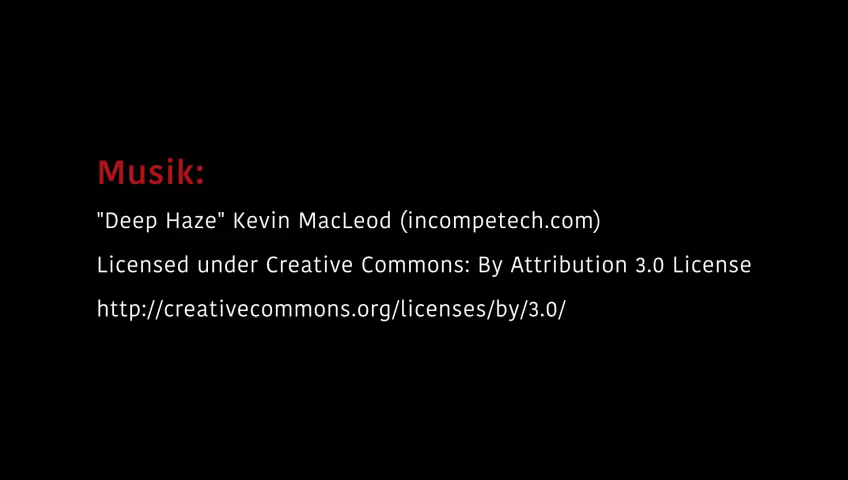 Musik:
"Deep Haze" Kevin MacLeod (incompetech.com)
Licensed under Creative Commons: By Attribution 3.0 License
http://creativecommons.org/licenses/by/3.0/